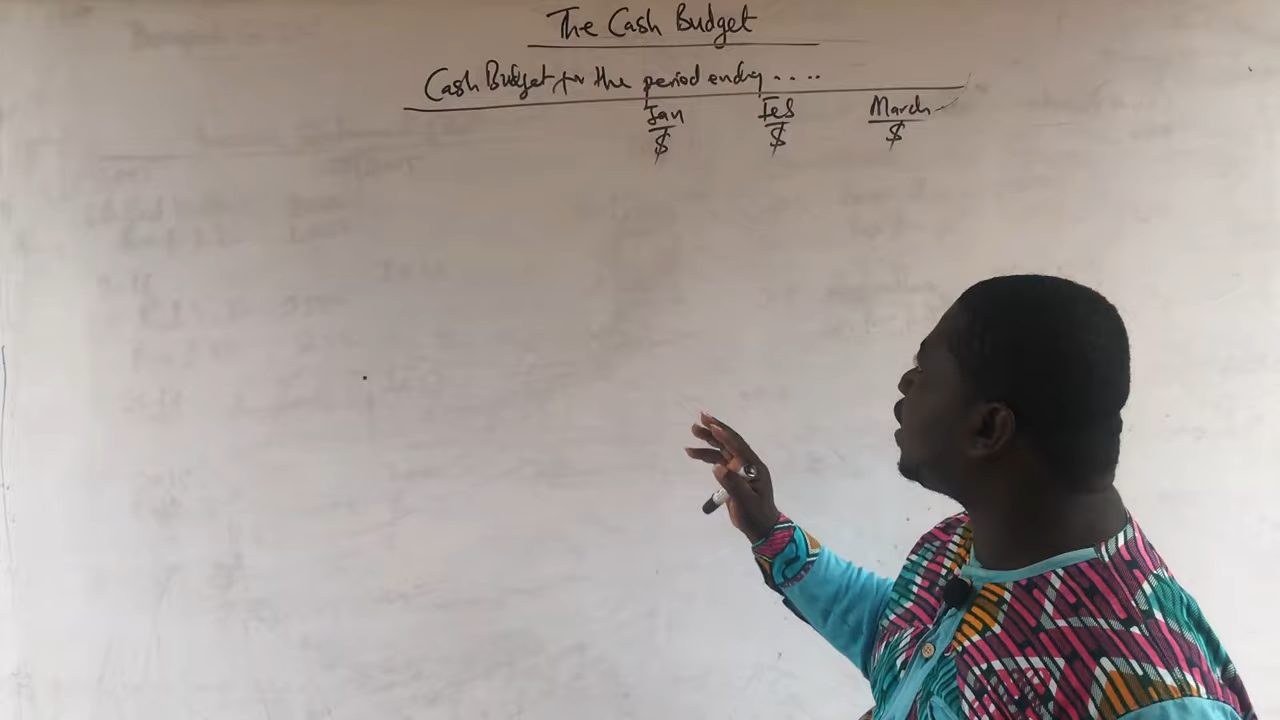 The Cash Budget
Cash Budget for the period ending ....
Jan Feb March
$ $ $